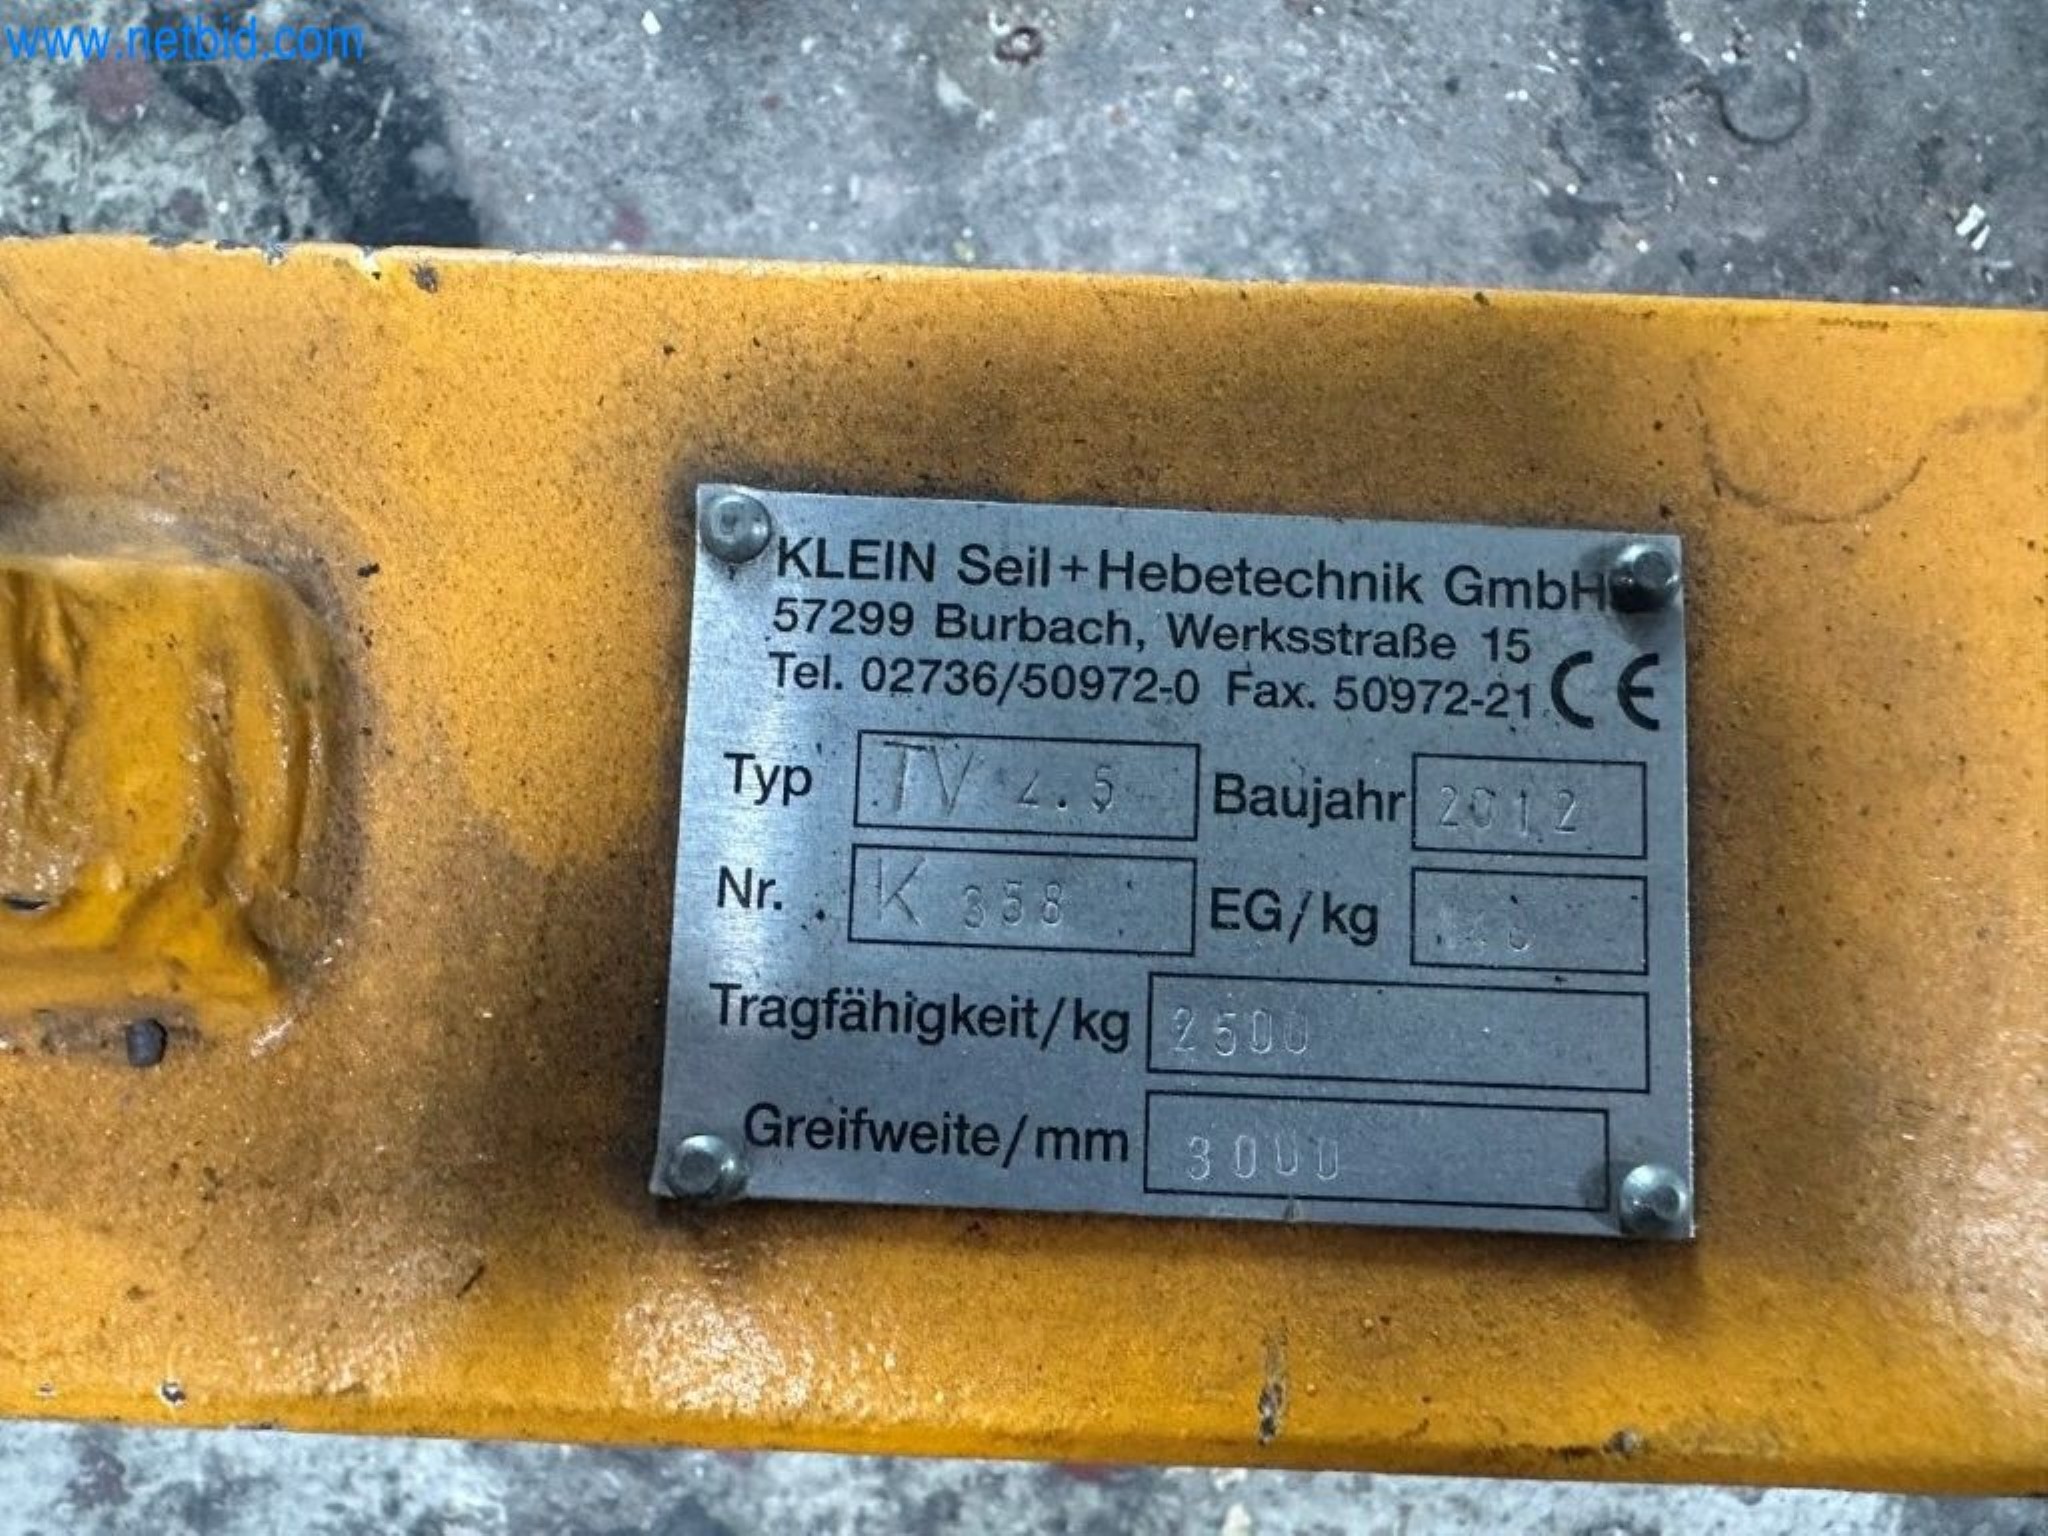 www.netbid.com
KLEIN Seil+Hebetechnik GmbH
57299 Burbach, Werksstraße 15
Tel. 02736/50972-0 Fax. 50972-21 CE
Typ TV 2.5 Baujahr 2012
Nr. K 358 EG/kg
Tragfähigkeit/kg 2500
Greifweite/mm 3000